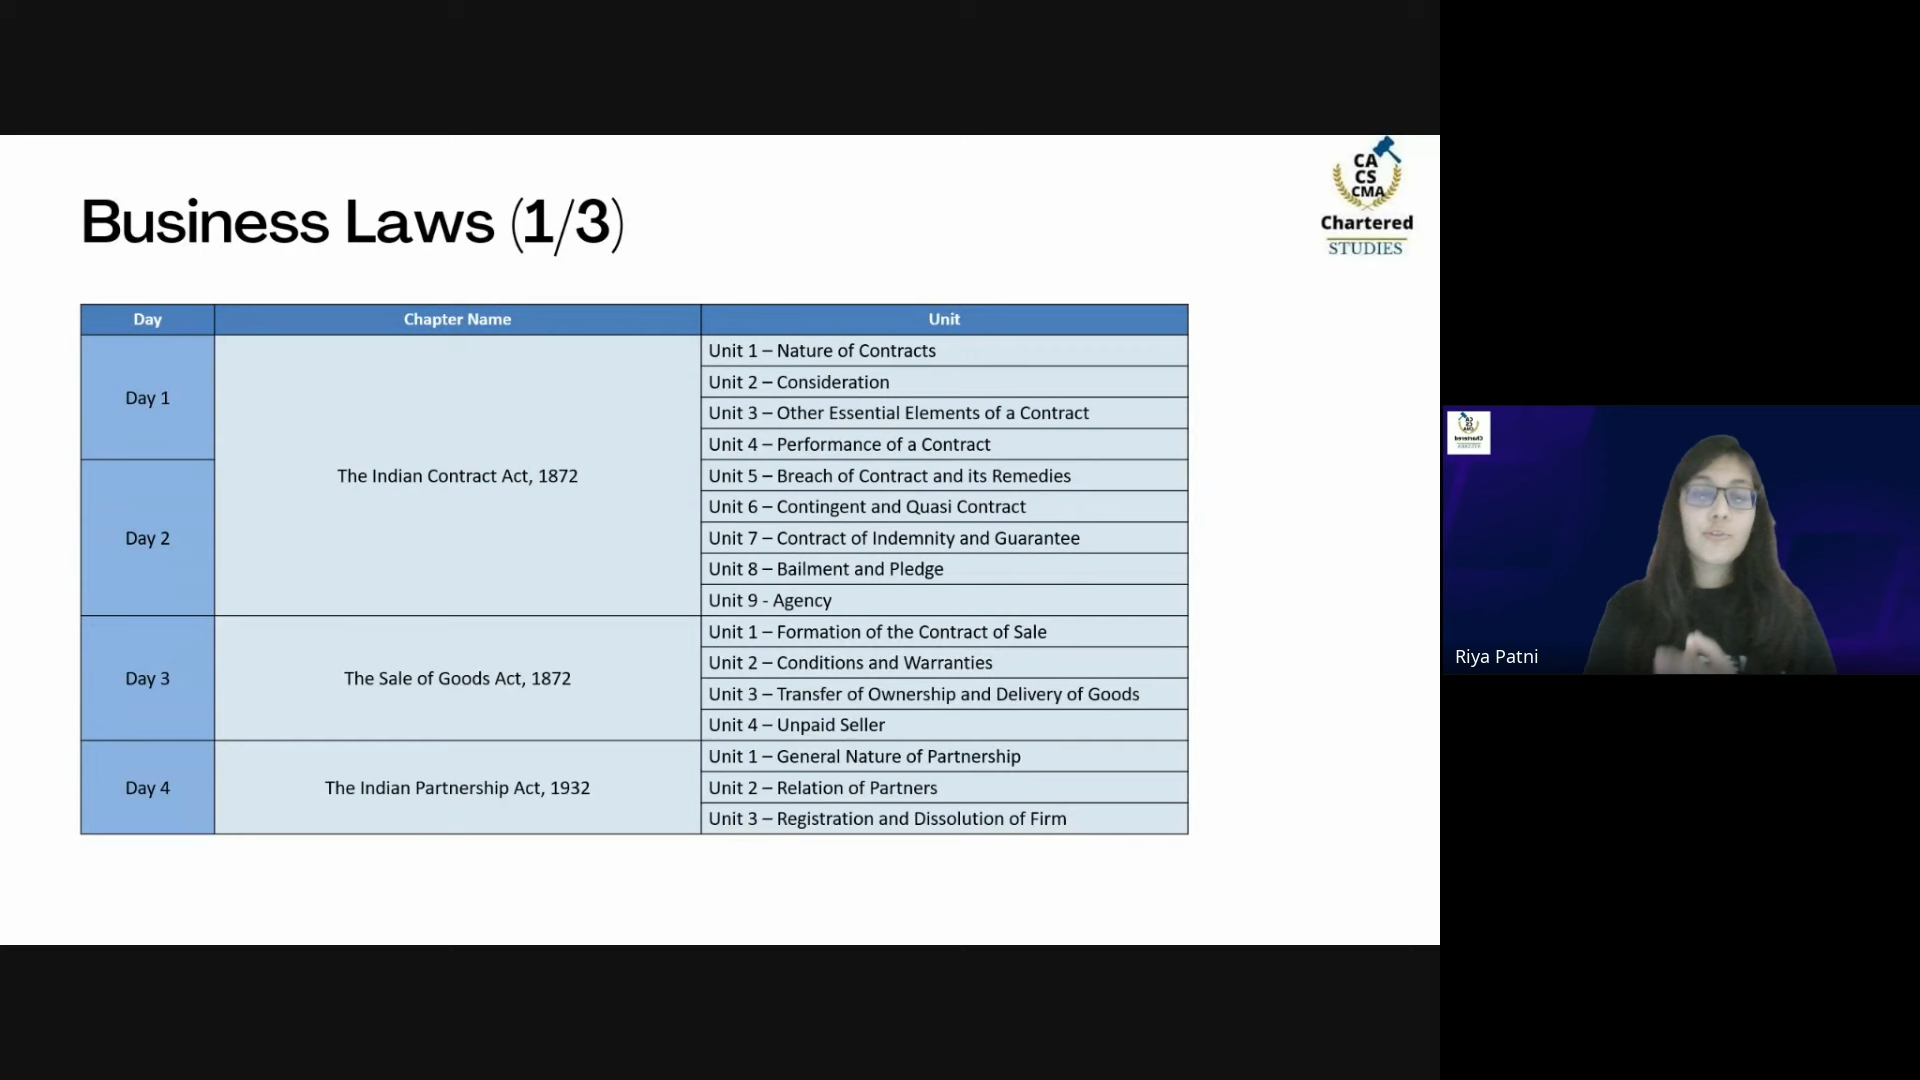 Business Laws (1/3)
CA
CS
CMA
Chartered
STUDIES
Day
Chapter Name
Unit
Day 1
The Indian Contract Act, 1872
Unit 1 – Nature of Contracts
Unit 2 – Consideration
Unit 3 – Other Essential Elements of a Contract
Unit 4 – Performance of a Contract
Day 2
Unit 5 – Breach of Contract and its Remedies
Unit 6 – Contingent and Quasi Contract
Unit 7 – Contract of Indemnity and Guarantee
Unit 8 – Bailment and Pledge
Unit 9 - Agency
Day 3
The Sale of Goods Act, 1872
Unit 1 – Formation of the Contract of Sale
Unit 2 – Conditions and Warranties
Unit 3 – Transfer of Ownership and Delivery of Goods
Unit 4 – Unpaid Seller
Day 4
The Indian Partnership Act, 1932
Unit 1 – General Nature of Partnership
Unit 2 – Relation of Partners
Unit 3 – Registration and Dissolution of Firm
Riya Patni